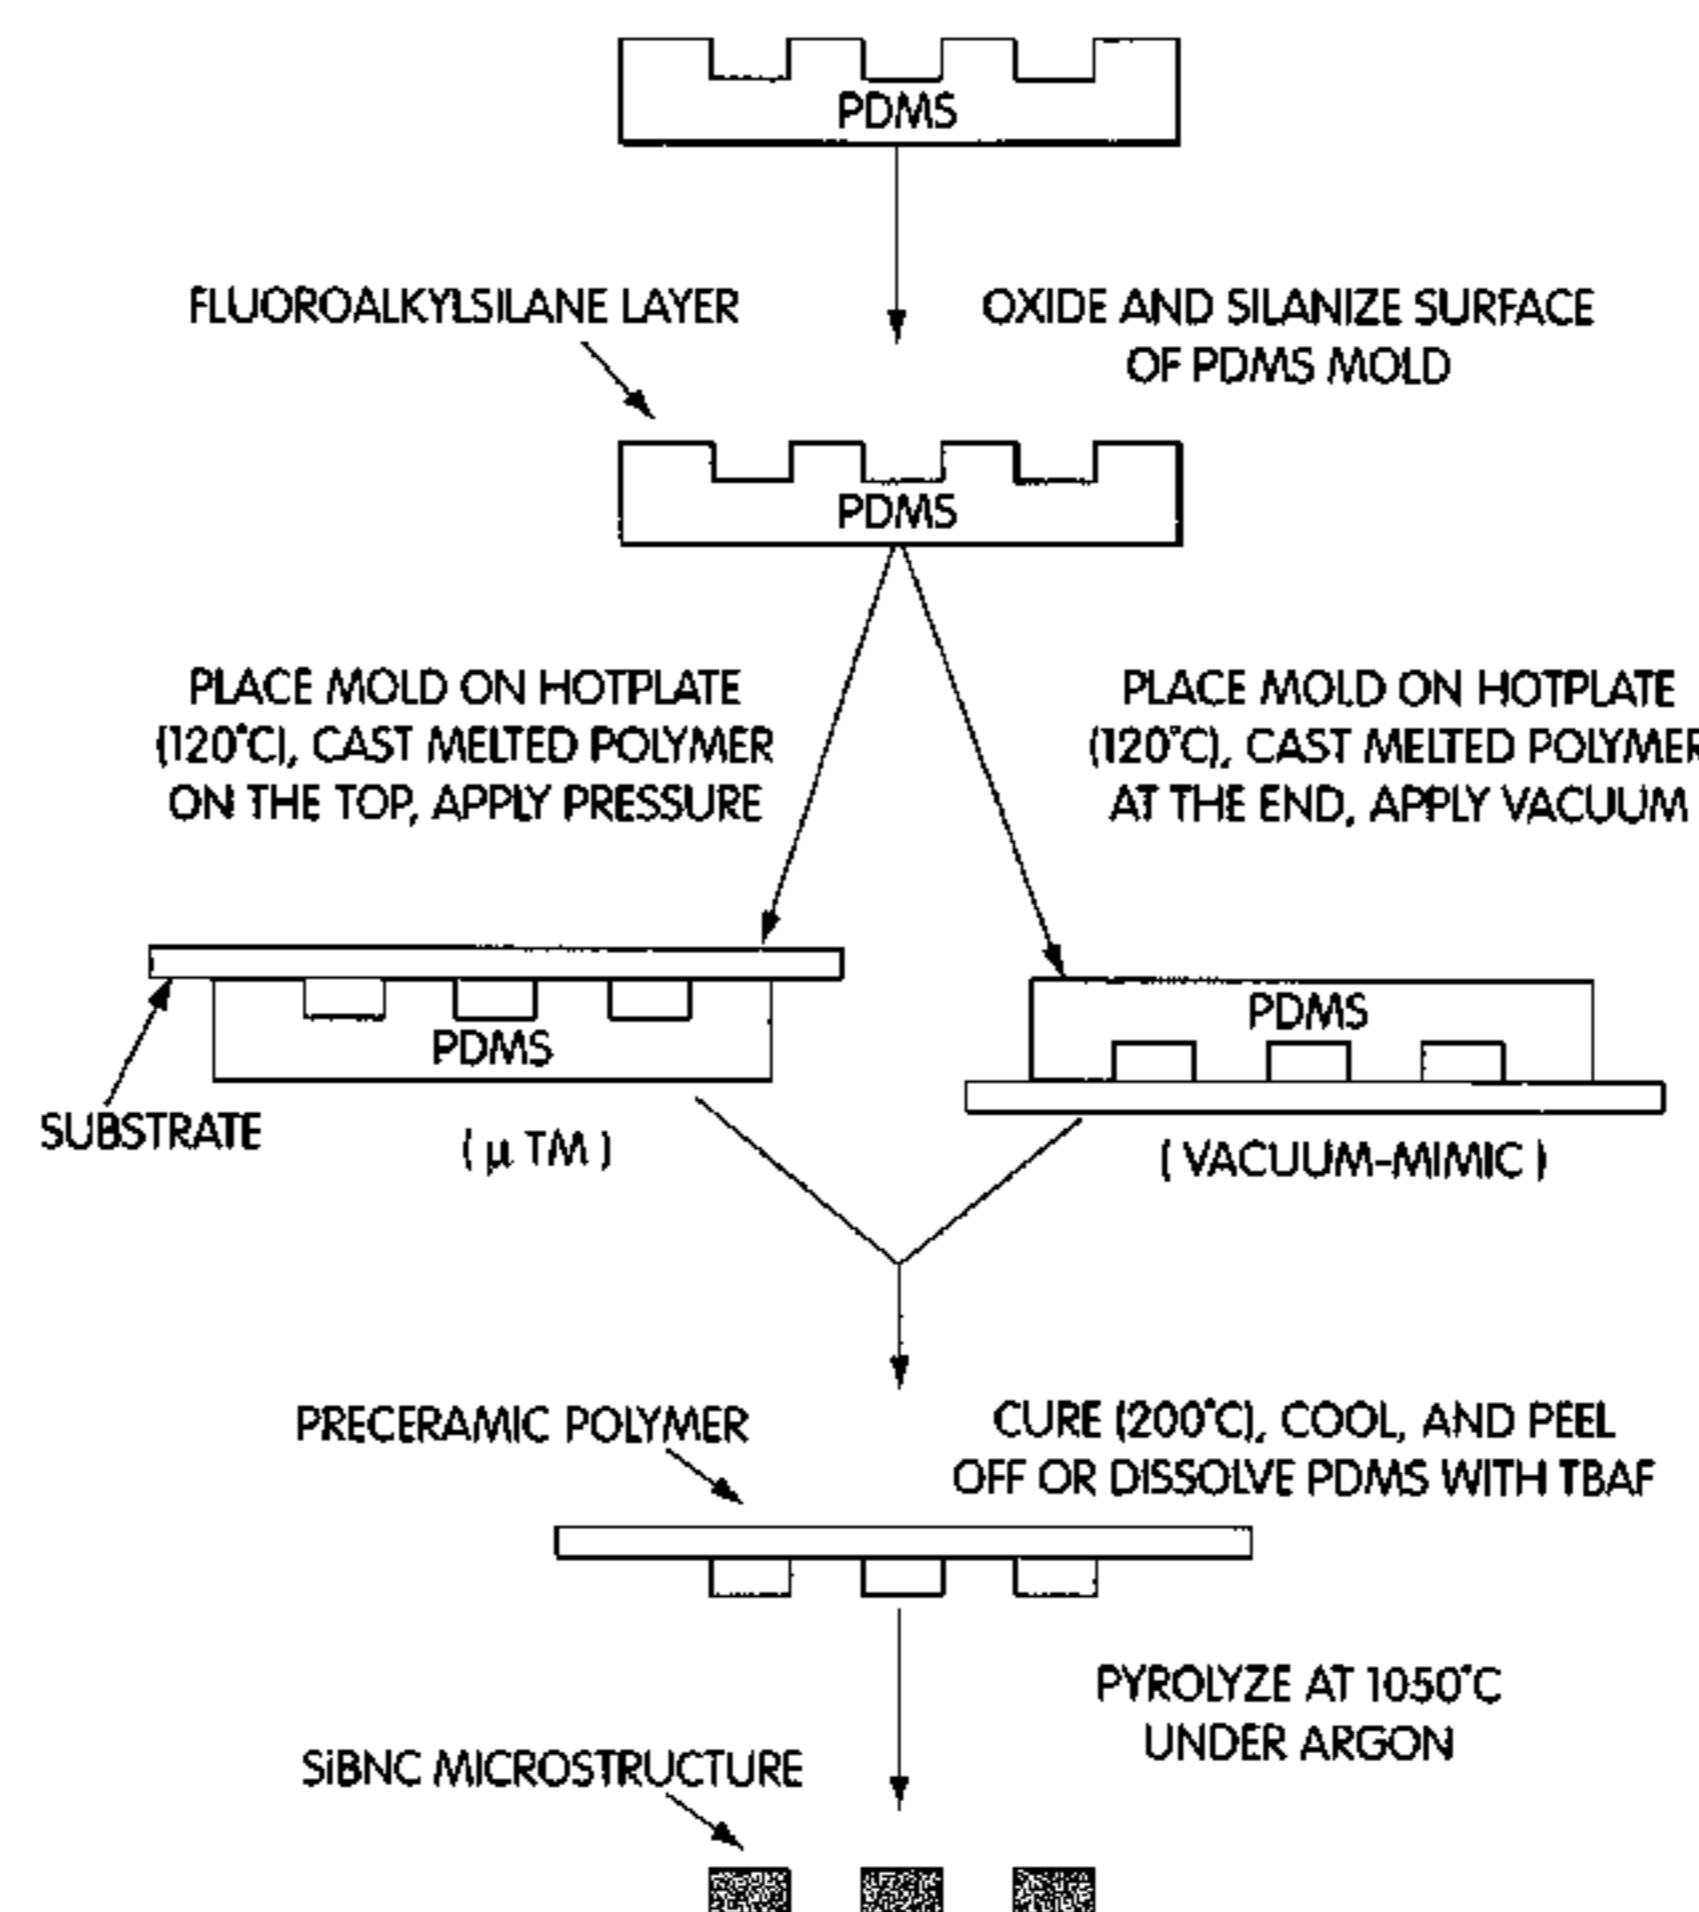 PDMS
FLUOROALKYLSILANE LAYER
OXIDE AND SILANIZE SURFACE
OF PDMS MOLD
PDMS
PLACE MOLD ON HOTPLATE
(120°C), CAST MELTED POLYMER
ON THE TOP, APPLY PRESSURE
PLACE MOLD ON HOTPLATE
(120°C), CAST MELTED POLYMER
AT THE END, APPLY VACUUM
PDMS
SUBSTRATE
( μ TM )
PDMS
( VACUUM-MIMIC )
PRECERAMIC POLYMER
CURE (200°C), COOL, AND PEEL
OFF OR DISSOLVE PDMS WITH TBAF
PYROLYZE AT 1050°C
UNDER ARGON
SiBNC MICROSTRUCTURE